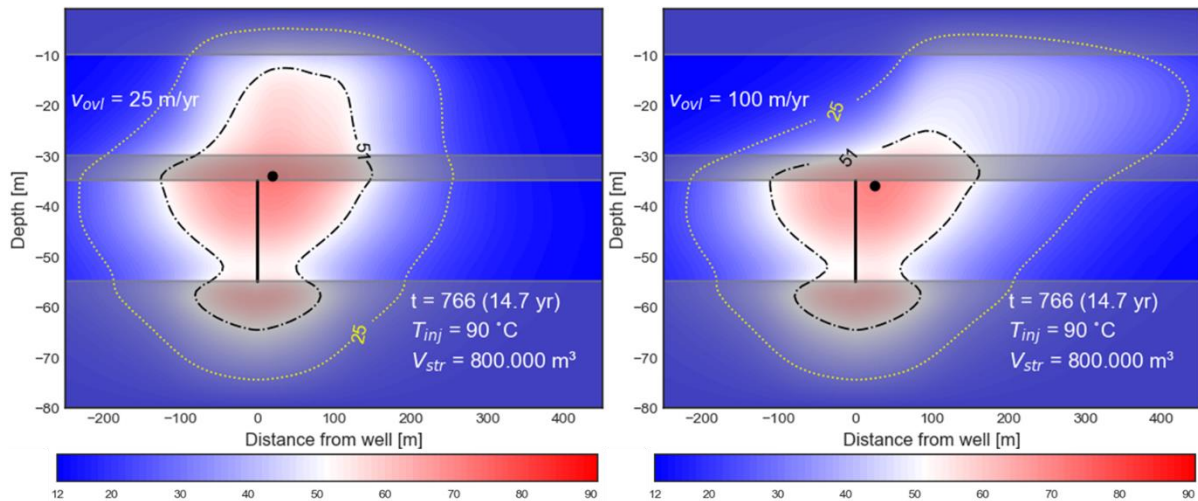 −10
−20
−30
−40
−50
−60
−70
−80
Depth [m]
v_ovl = 25 m/yr
51
25
t = 766 (14.7 yr)
T_inj = 90 ˚C
V_str = 800.000 m³
−200 −100 0 100 200 300 400
Distance from well [m]
12 20 30 40 50 60 70 80 90
−10
−20
−30
−40
−50
−60
−70
−80
Depth [m]
v_ovl = 100 m/yr
25
51
t = 766 (14.7 yr)
T_inj = 90 ˚C
V_str = 800.000 m³
−200 −100 0 100 200 300 400
Distance from well [m]
12 20 30 40 50 60 70 80 90